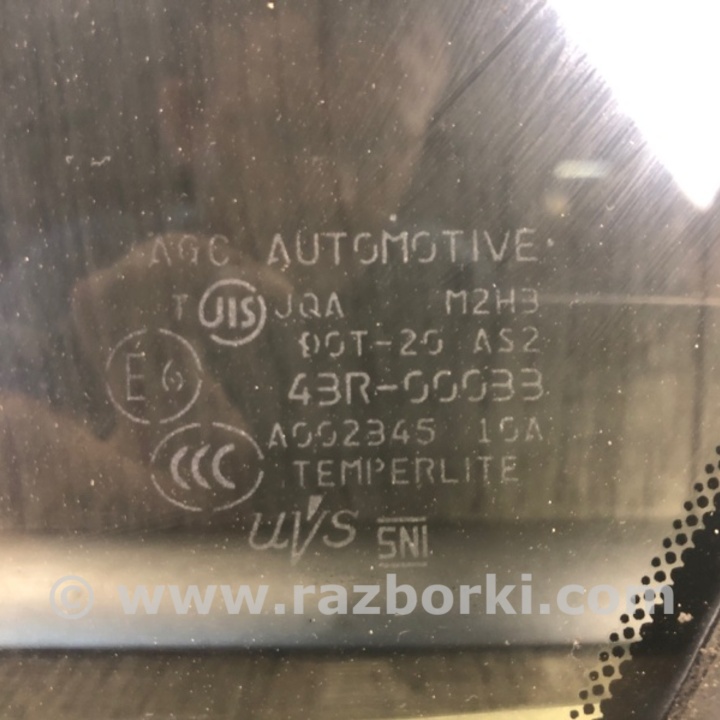 AGC AUTOMOTIVE
T JIS JQA M2H3
DOT-20 AS2
E6 43R-00033
A002345 10A
CCC TEMPERLITE
UVS SNI
© www.razborki.com